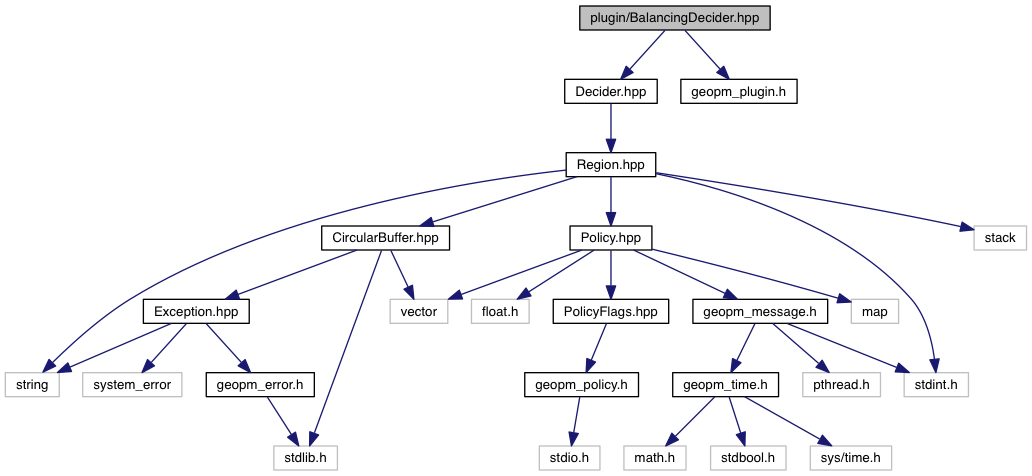 plugin/BalancingDecider.hpp
Decider.hpp
geopm_plugin.h
Region.hpp
CircularBuffer.hpp
Policy.hpp
stack
Exception.hpp
vector
float.h
PolicyFlags.hpp
geopm_message.h
map
string
system_error
geopm_error.h
geopm_policy.h
geopm_time.h
pthread.h
stdint.h
stdlib.h
stdio.h
math.h
stdbool.h
sys/time.h